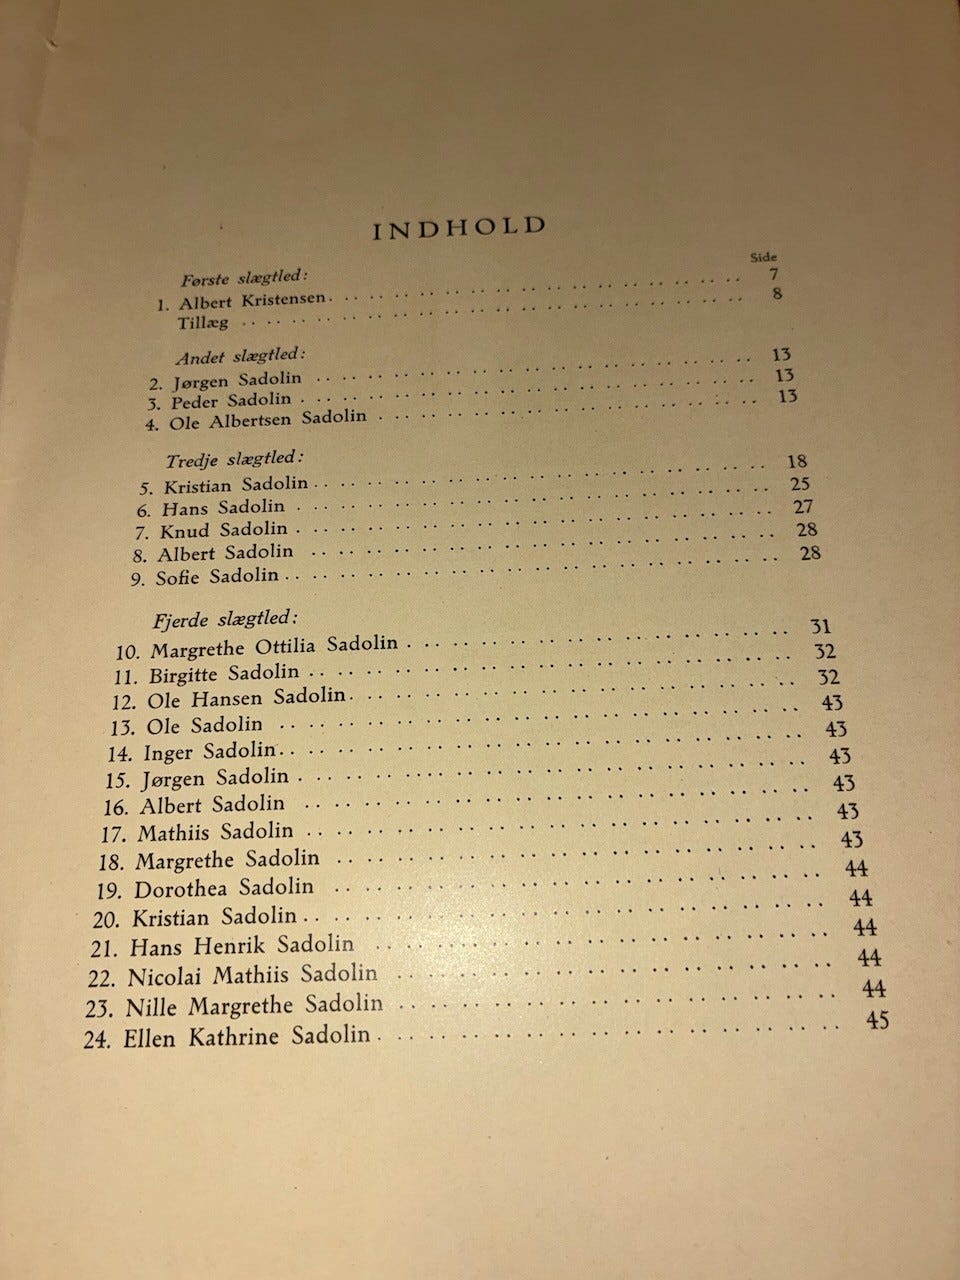 INDHOLD
Side
Første slægtled:
1. Albert Kristensen . . . . . . . . . . . . . . . . . . . . 7
Tillæg . . . . . . . . . . . . . . . . . . . . 8
Andet slægtled:
2. Jørgen Sadolin . . . . . . . . . . . . . . . . . . . . 13
3. Peder Sadolin . . . . . . . . . . . . . . . . . . . . 13
4. Ole Albertsen Sadolin . . . . . . . . . . . . . . . . . . . . 13
Tredje slægtled:
5. Kristian Sadolin . . . . . . . . . . . . . . . . . . . . 18
6. Hans Sadolin . . . . . . . . . . . . . . . . . . . . 25
7. Knud Sadolin . . . . . . . . . . . . . . . . . . . . 27
8. Albert Sadolin . . . . . . . . . . . . . . . . . . . . 28
9. Sofie Sadolin . . . . . . . . . . . . . . . . . . . . 28
Fjerde slægtled:
10. Margrethe Ottilia Sadolin . . . . . . . . . . . . . . . . . . . . 31
11. Birgitte Sadolin . . . . . . . . . . . . . . . . . . . . 32
12. Ole Hansen Sadolin . . . . . . . . . . . . . . . . . . . . 32
13. Ole Sadolin . . . . . . . . . . . . . . . . . . . . 43
14. Inger Sadolin . . . . . . . . . . . . . . . . . . . . 43
15. Jørgen Sadolin . . . . . . . . . . . . . . . . . . . . 43
16. Albert Sadolin . . . . . . . . . . . . . . . . . . . . 43
17. Mathiis Sadolin . . . . . . . . . . . . . . . . . . . . 43
18. Margrethe Sadolin . . . . . . . . . . . . . . . . . . . . 43
19. Dorothea Sadolin . . . . . . . . . . . . . . . . . . . . 44
20. Kristian Sadolin . . . . . . . . . . . . . . . . . . . . 44
21. Hans Henrik Sadolin . . . . . . . . . . . . . . . . . . . . 44
22. Nicolai Mathiis Sadolin . . . . . . . . . . . . . . . . . . . . 44
23. Nille Margrethe Sadolin . . . . . . . . . . . . . . . . . . . . 44
24. Ellen Kathrine Sadolin . . . . . . . . . . . . . . . . . . . . 45